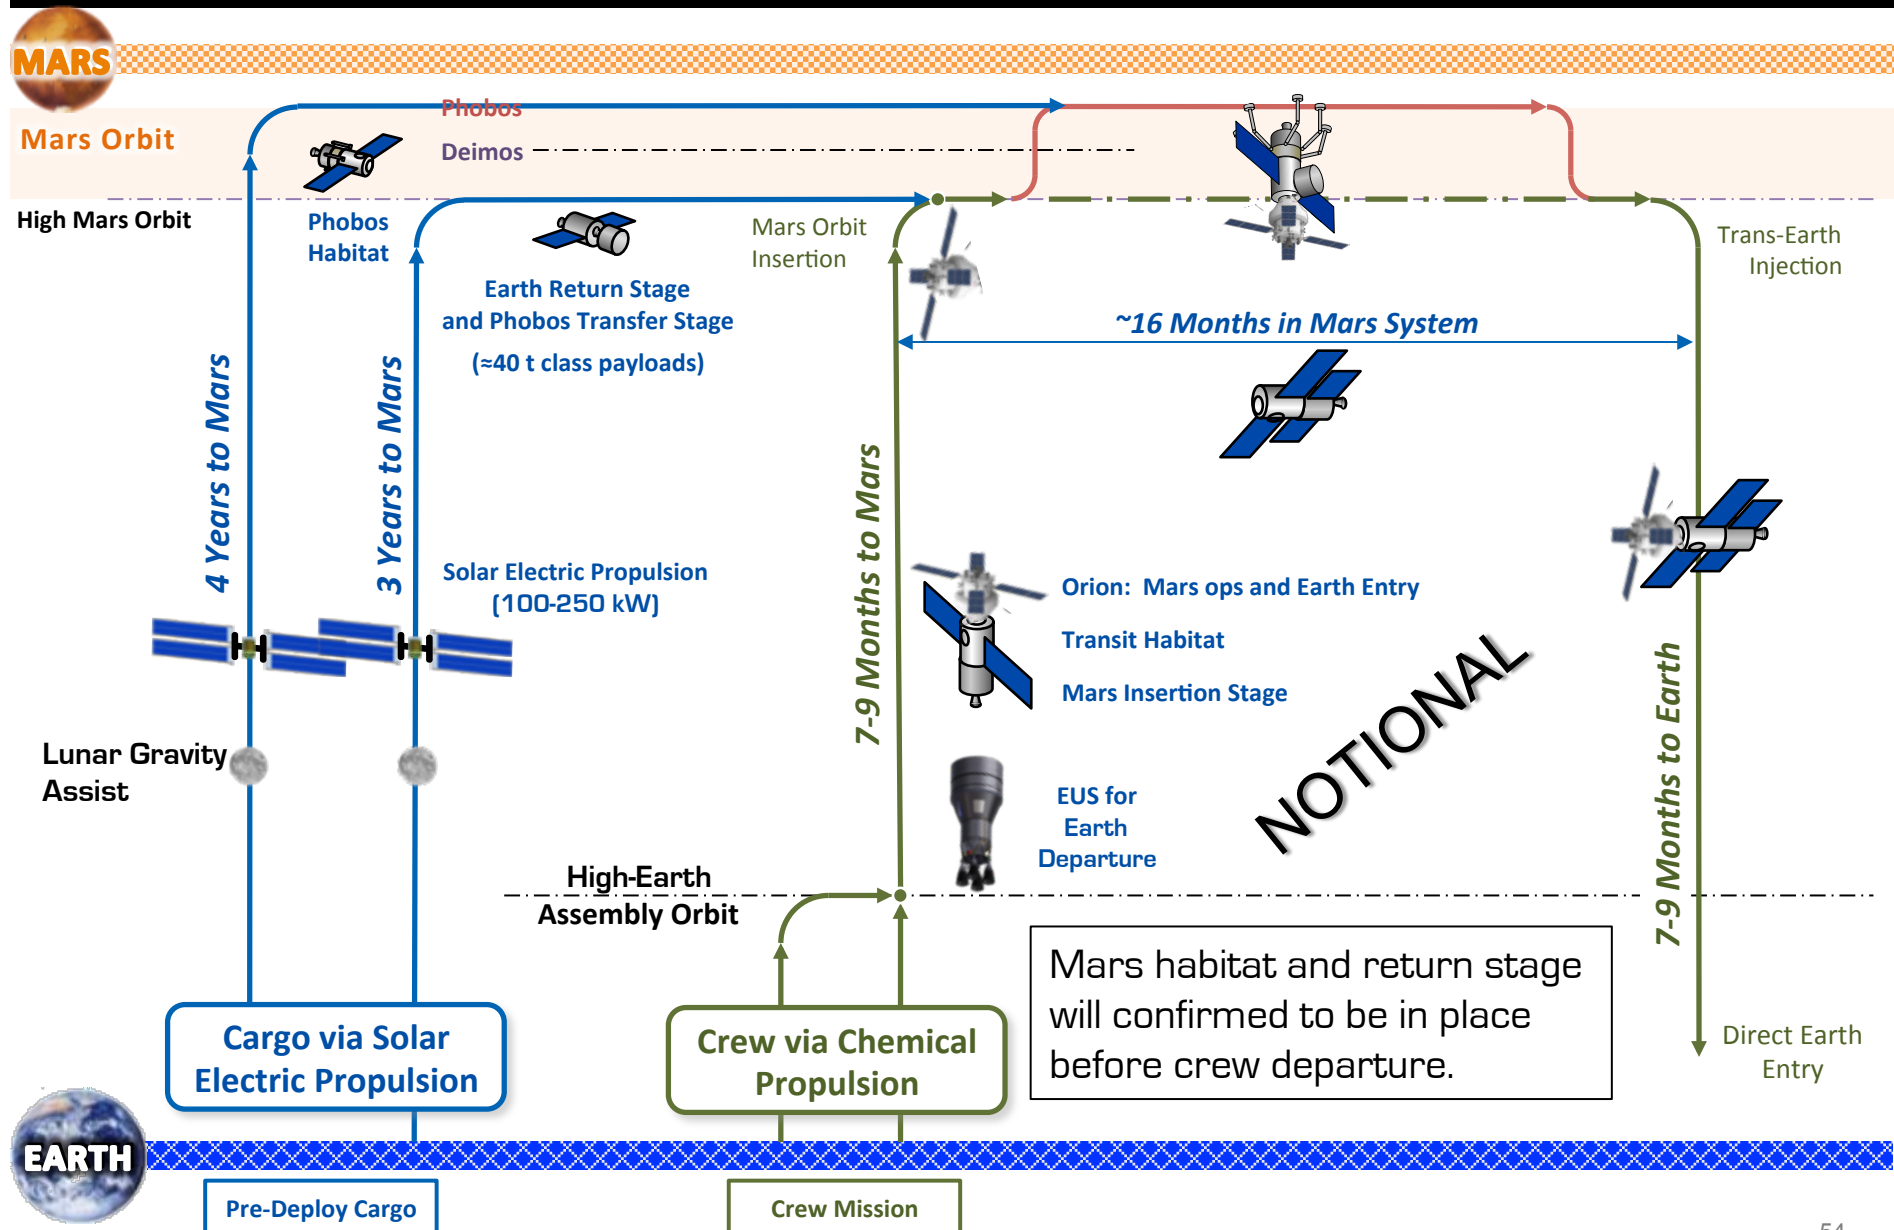 MARS
Mars Orbit
Phobos
Deimos
High Mars Orbit
Phobos
Habitat
Earth Return Stage
and Phobos Transfer Stage
(≈40 t class payloads)
Mars Orbit
Insertion
Trans-Earth
Injection
~16 Months in Mars System
4 Years to Mars
3 Years to Mars
7-9 Months to Mars
7-9 Months to Earth
Solar Electric Propulsion
(100-250 kW)
Orion:  Mars ops and Earth Entry
Transit Habitat
Mars Insertion Stage
NOTIONAL
Lunar Gravity
Assist
EUS for
Earth
Departure
High-Earth
Assembly Orbit
Mars habitat and return stage
will confirmed to be in place
before crew departure.
Direct Earth
Entry
Cargo via Solar
Electric Propulsion
Crew via Chemical
Propulsion
EARTH
Pre-Deploy Cargo
Crew Mission
54